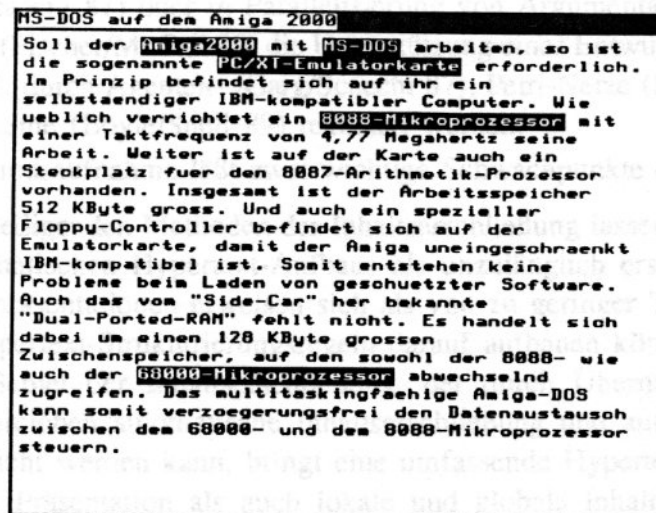 MS-DOS auf dem Amiga 2000
Soll der Amiga2000 mit MS-DOS arbeiten, so ist
die sogenannte PC/XT-Emulatorkarte erforderlich.
Im Prinzip befindet sich auf ihr ein
selbstaendiger IBM-kompatibler Computer. Wie
ueblich verrichtet ein 8088-Mikroprozessor mit
einer Taktfrequenz von 4,77 Megahertz seine
Arbeit. Weiter ist auf der Karte auch ein
Steckplatz fuer den 8087-Arithmetik-Prozessor
vorhanden. Insgesamt ist der Arbeitsspeicher
512 KByte gross. Und auch ein spezieller
Floppy-Controller befindet sich auf der
Emulatorkarte, damit der Amiga uneingeschraenkt
IBM-kompatibel ist. So auftreten keine
Probleme beim Laden von geschuetzter Software.
Auch das vom "Side-Car" her bekannte
"Dual-Ported-RAM" fehlt nicht. Es handelt sich
dabei um einen 128 KByte grossen
Zwischenspeicher, auf den sowohl der 8088- wie
auch der 68000-Mikroprozessor abwechselnd
zugreifen. Das multitaskingfaehige Amiga-DOS
kann somit verzoegerungsfrei den Datenaustausch
zwischen dem 68000- und dem 8088-Mikroprozessor
steuern.